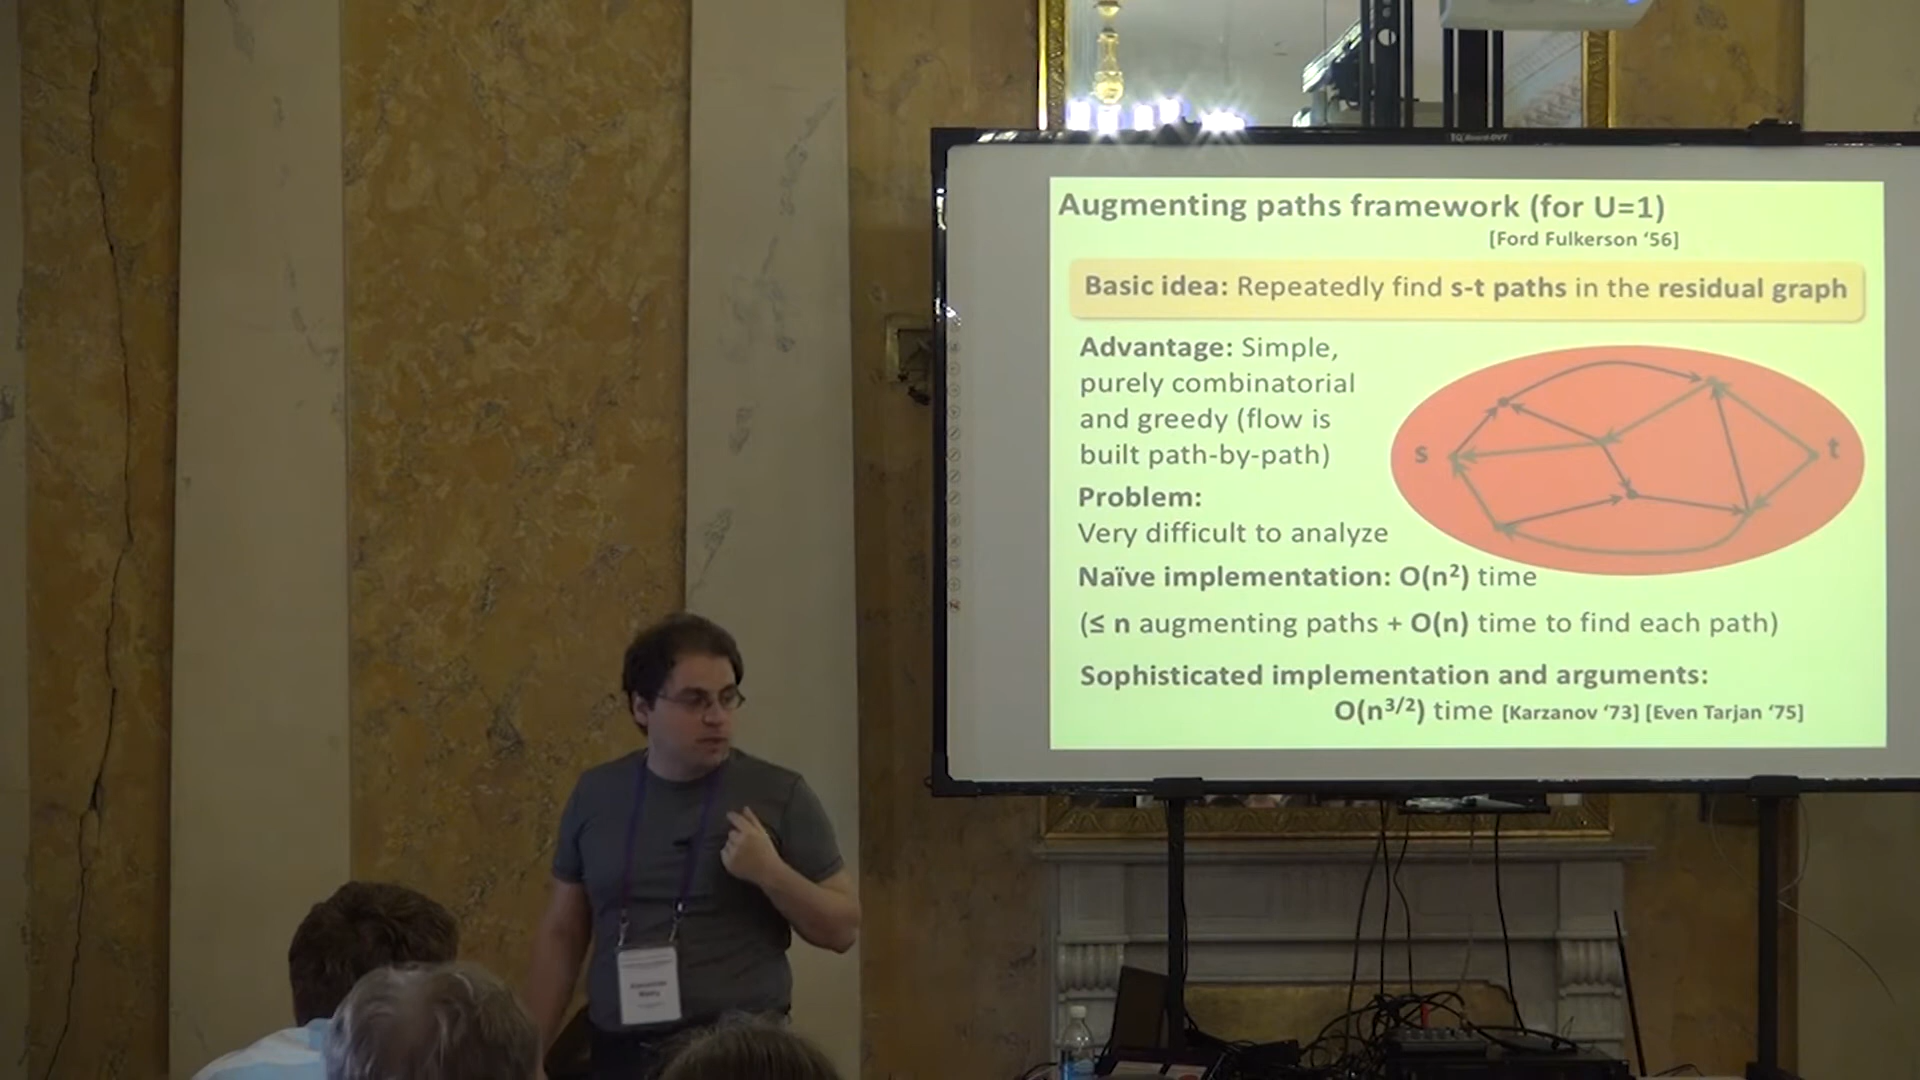 Augmenting paths framework (for U=1)
[Ford Fulkerson ‘56]
Basic idea: Repeatedly find s-t paths in the residual graph
Advantage: Simple,
purely combinatorial
and greedy (flow is
built path-by-path)
s
t
Problem:
Very difficult to analyze
Naïve implementation: O(n²) time
(≤ n augmenting paths + O(n) time to find each path)
Sophisticated implementation and arguments:
O(n³/²) time [Karzanov ‘73] [Even Tarjan ‘75]